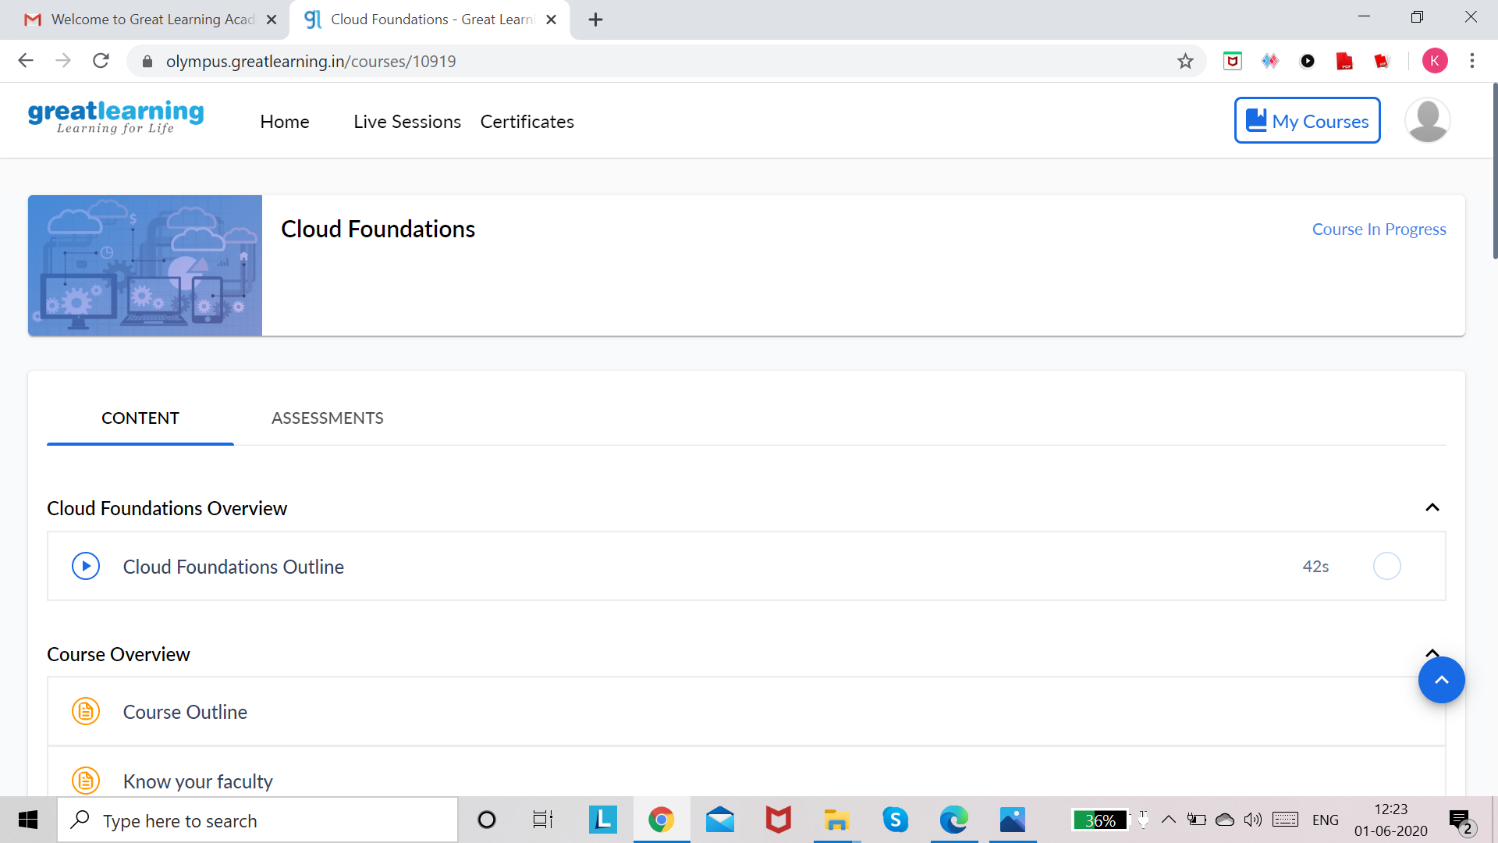 Welcome to Great Learning Acad
Cloud Foundations - Great Learni
olympus.greatlearning.in/courses/10919
K
greatlearning
Learning for Life
Home
Live Sessions
Certificates
My Courses
Cloud Foundations
Course In Progress
CONTENT
ASSESSMENTS
Cloud Foundations Overview
Cloud Foundations Outline
42s
Course Overview
Course Outline
Know your faculty
Type here to search
36%
ENG
12:23
01-06-2020
2